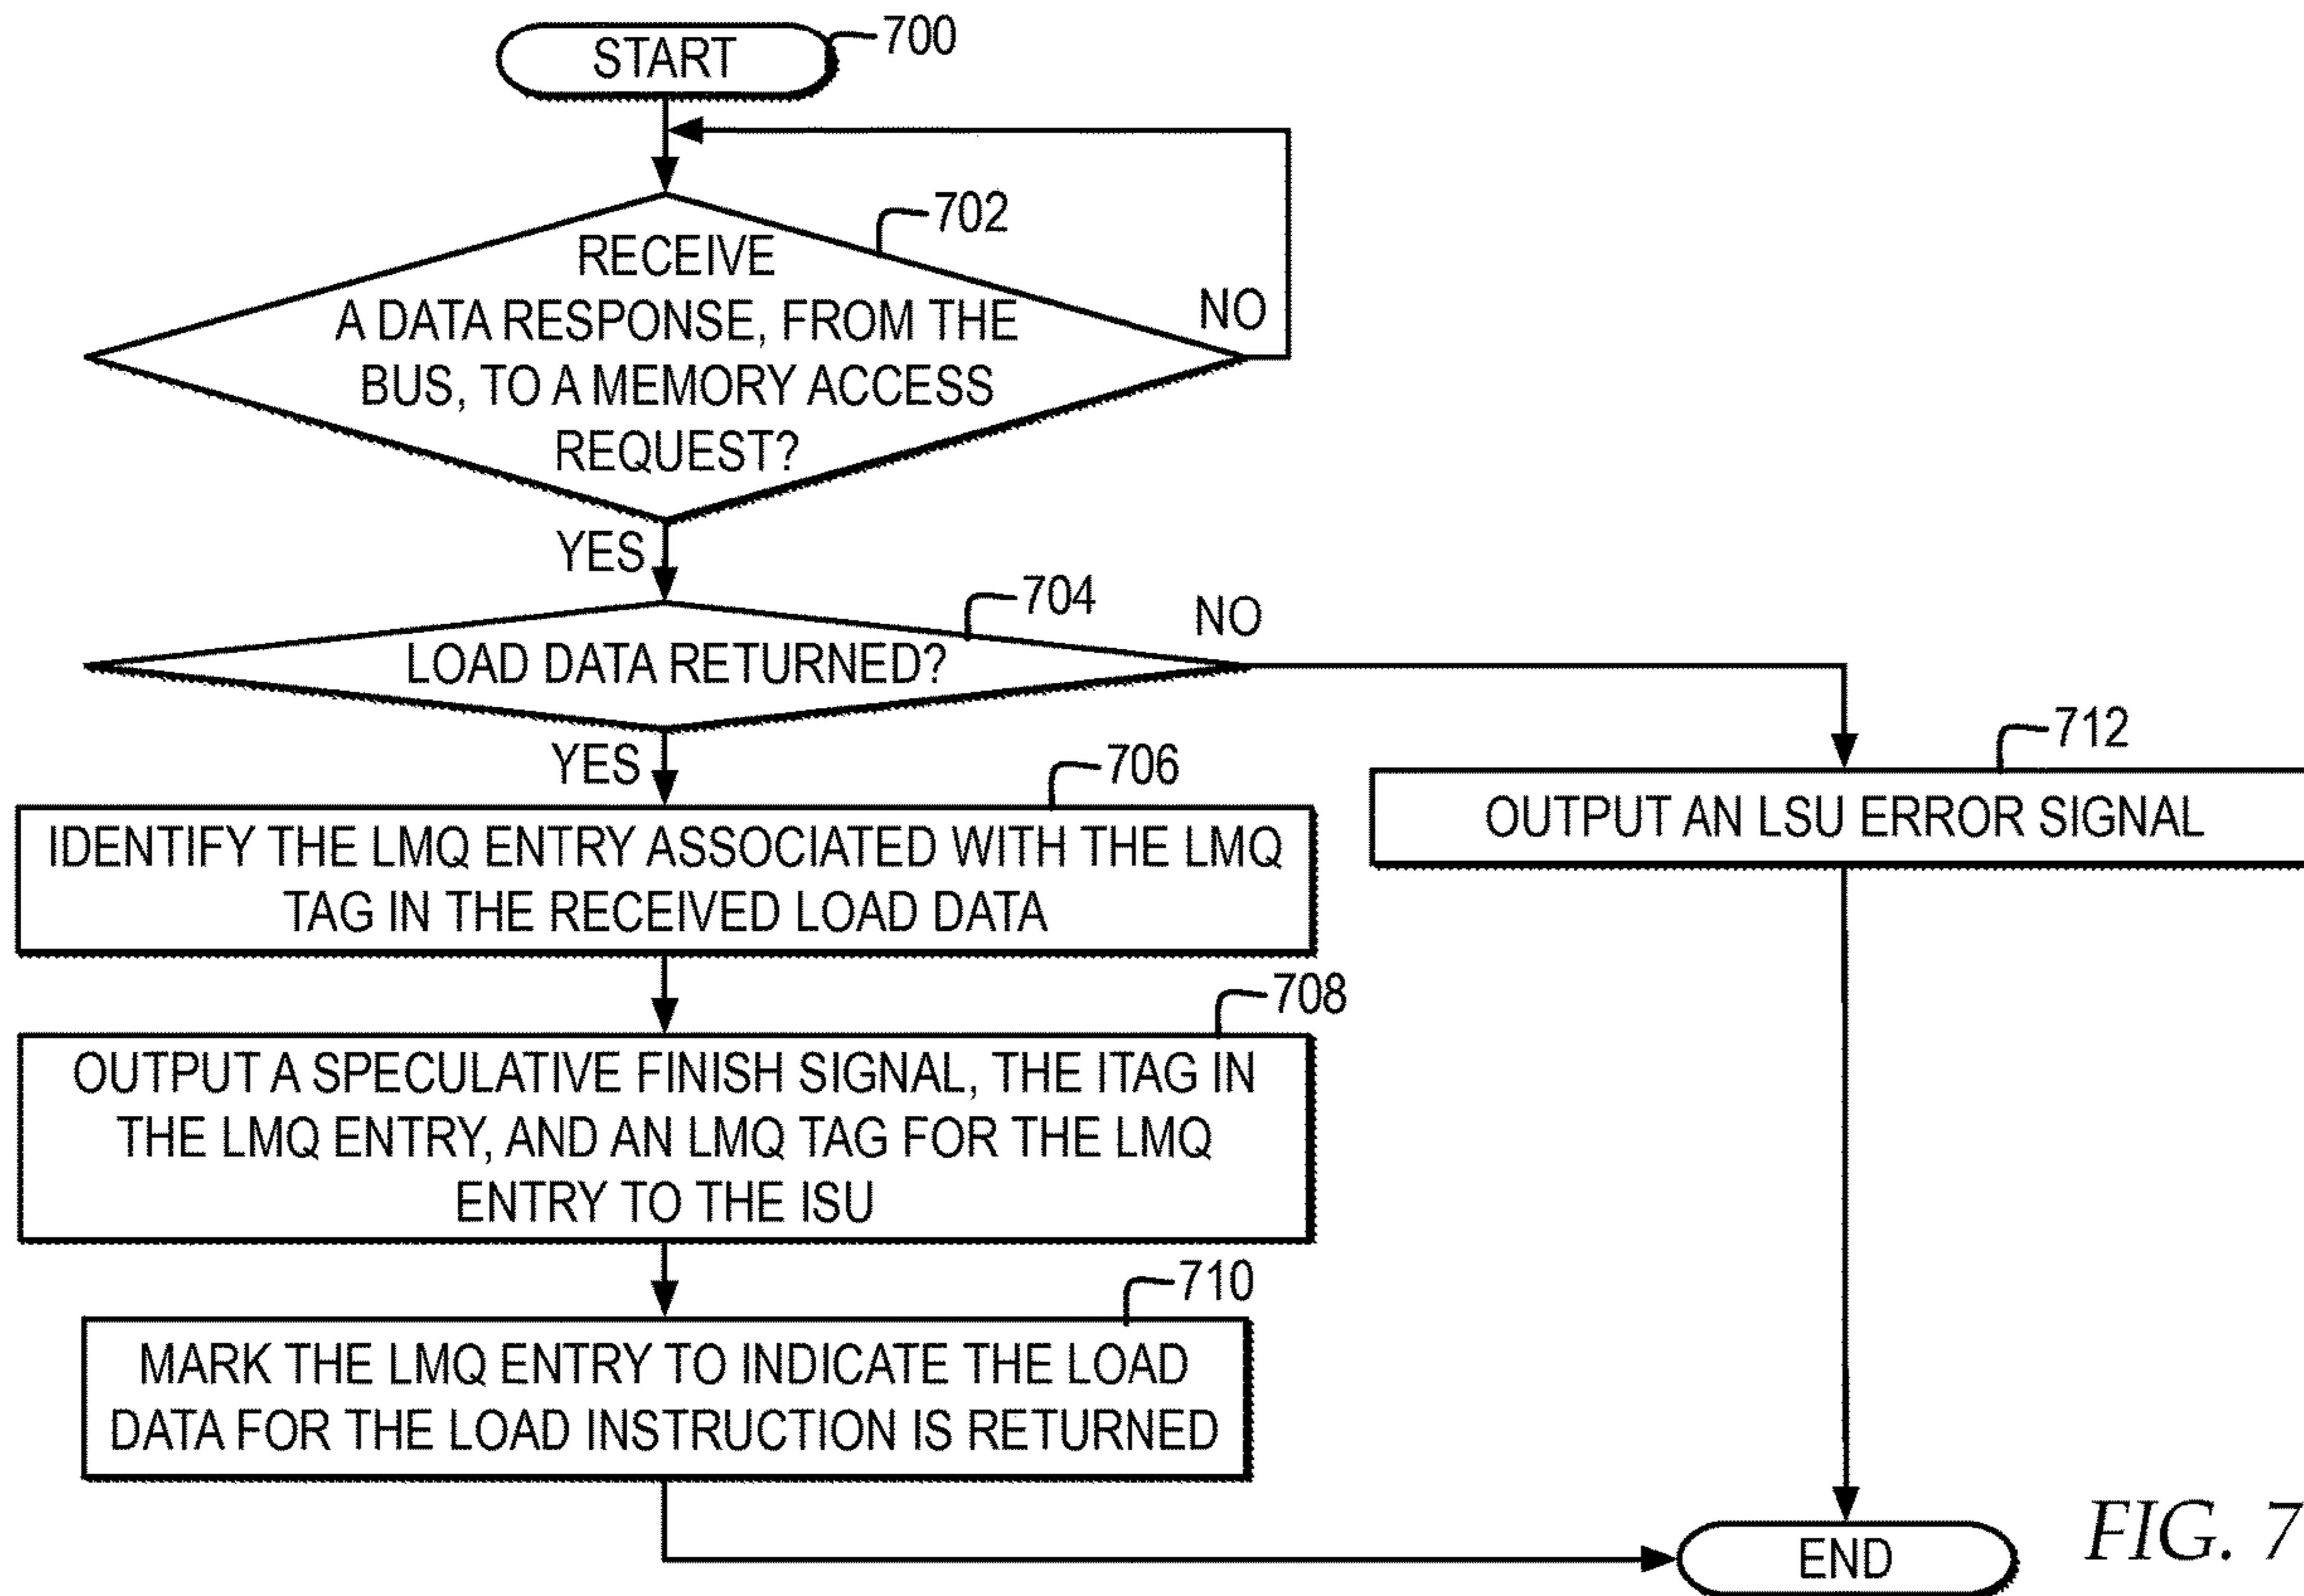 START
700
702
RECEIVE
A DATA RESPONSE, FROM THE
BUS, TO A MEMORY ACCESS
REQUEST?
NO
YES
704
LOAD DATA RETURNED?
NO
YES
706
IDENTIFY THE LMQ ENTRY ASSOCIATED WITH THE LMQ
TAG IN THE RECEIVED LOAD DATA
712
OUTPUT AN LSU ERROR SIGNAL
708
OUTPUT A SPECULATIVE FINISH SIGNAL, THE ITAG IN
THE LMQ ENTRY, AND AN LMQ TAG FOR THE LMQ
ENTRY TO THE ISU
710
MARK THE LMQ ENTRY TO INDICATE THE LOAD
DATA FOR THE LOAD INSTRUCTION IS RETURNED
END
FIG. 7